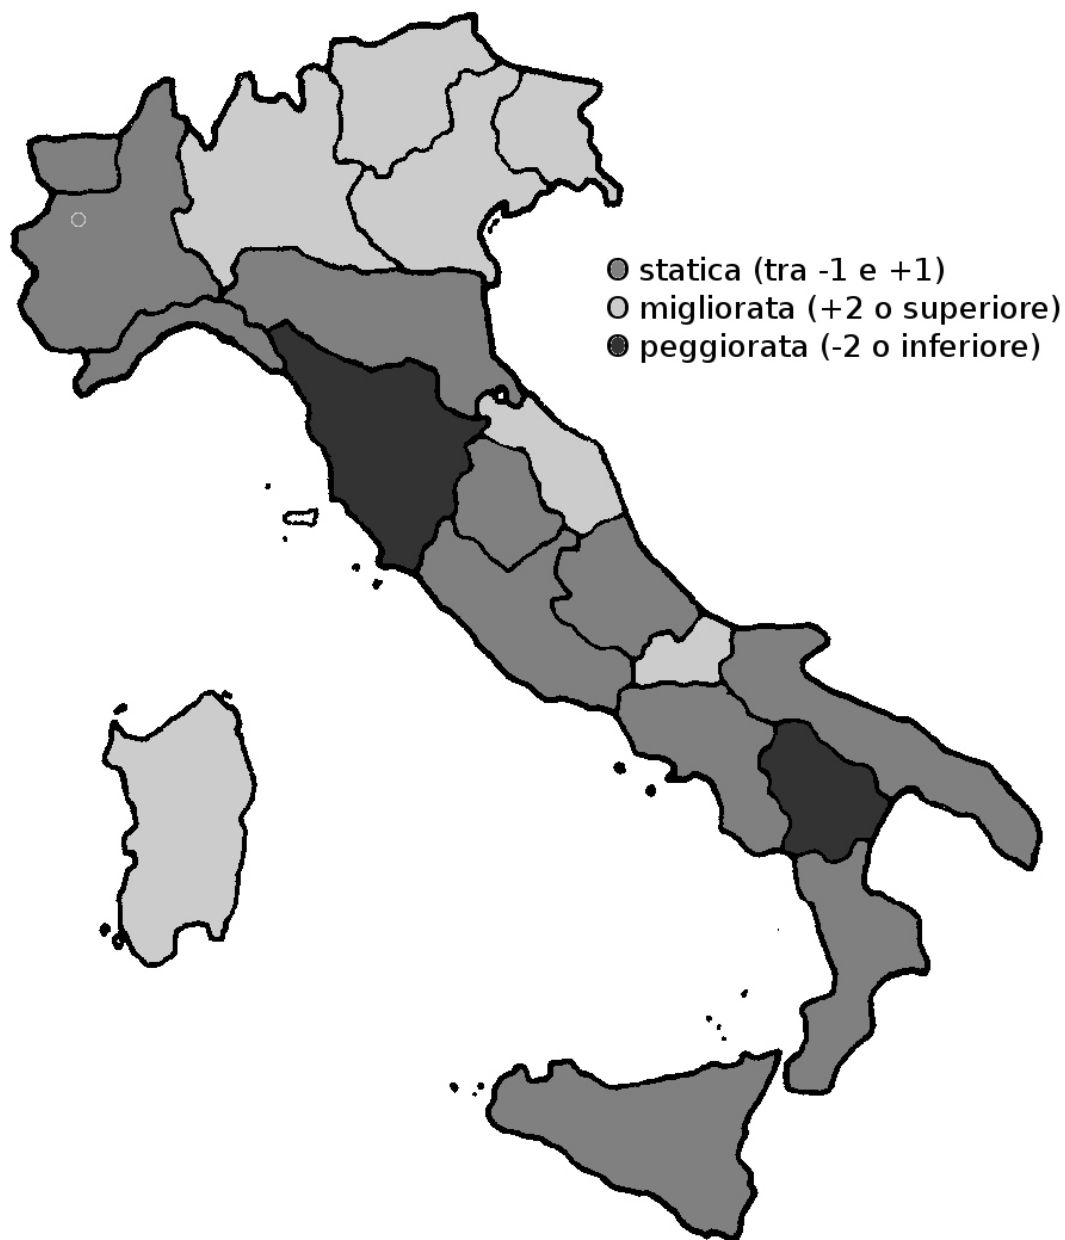 statica (tra -1 e +1)
migliorata (+2 o superiore)
peggiorata (-2 o inferiore)